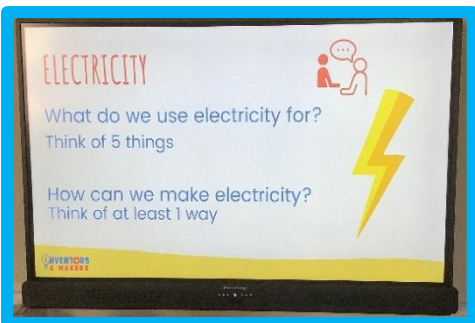 ELECTRICITY
What do we use electricity for?
Think of 5 things
How can we make electricity?
Think of at least 1 way
INVENTORS
& MAKERS